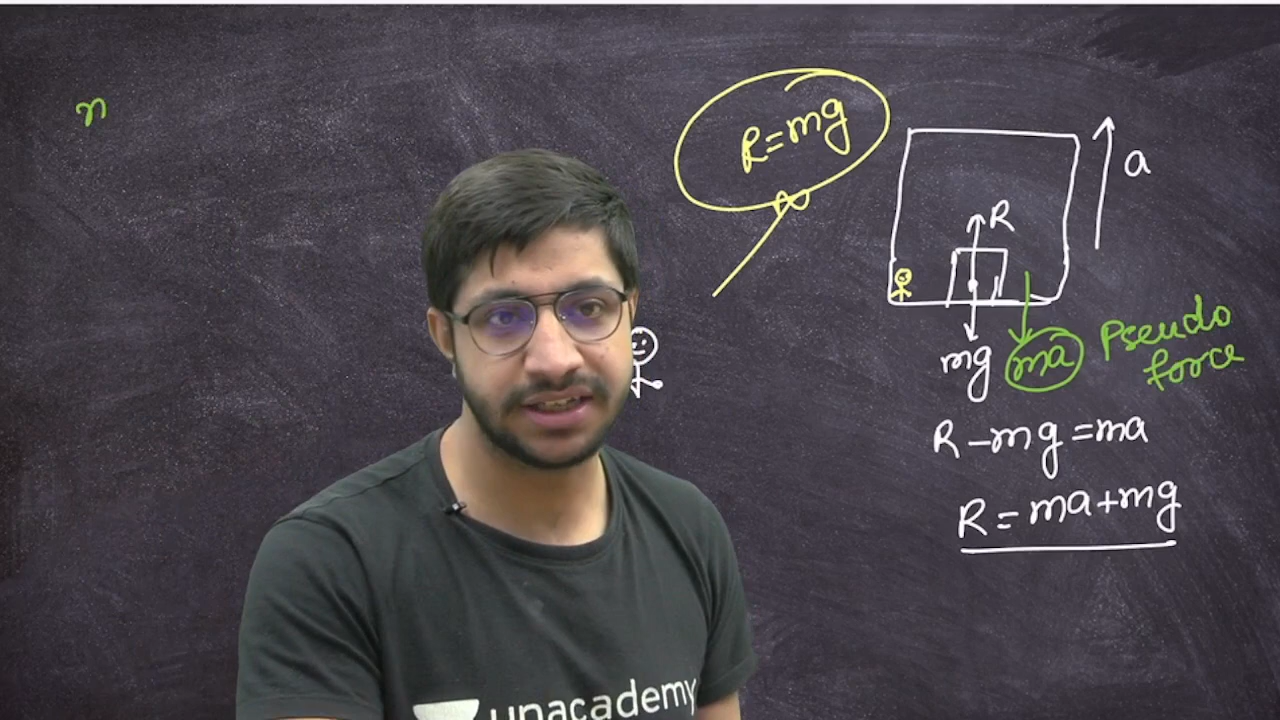 n
R=mg
a
R
mg
ma
Pseudo
force
R-mg=ma
R=ma+mg
unacademy